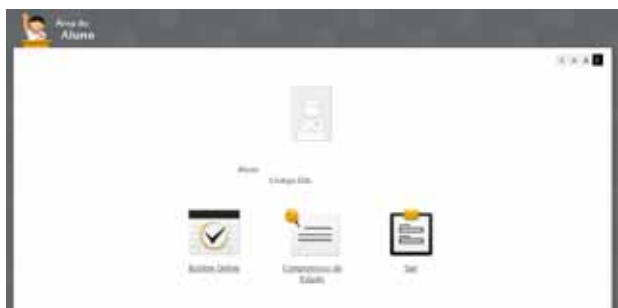 Área do
Aluno
Aluno
Código EOL
Boletim Online
Compromisso de
Estudo
Sair